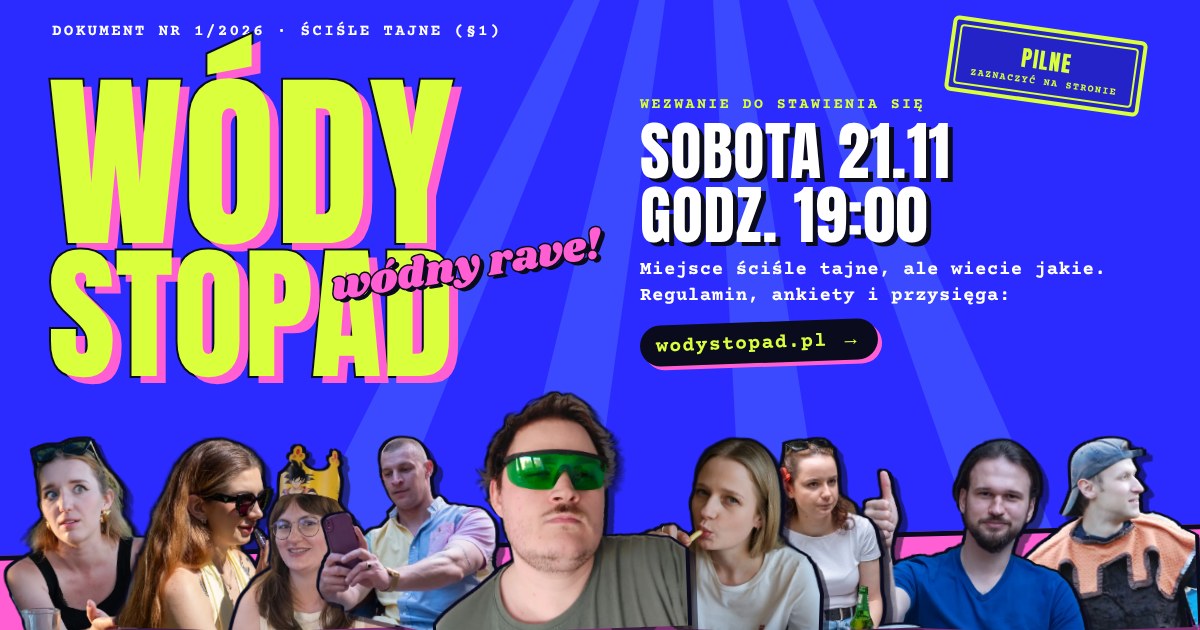 DOKUMENT NR 1/2026 · ŚCIŚLE TAJNE (§1)
WÓDY
STOPAD
wódny rave!
PILNE
ZAZNACZYĆ NA STRONIE
WEZWANIE DO STAWIENIA SIĘ
SOBOTA 21.11
GODZ. 19:00
Miejsce ściśle tajne, ale wiecie jakie.
Regulamin, ankiety i przysięga:
wodystopad.pl →